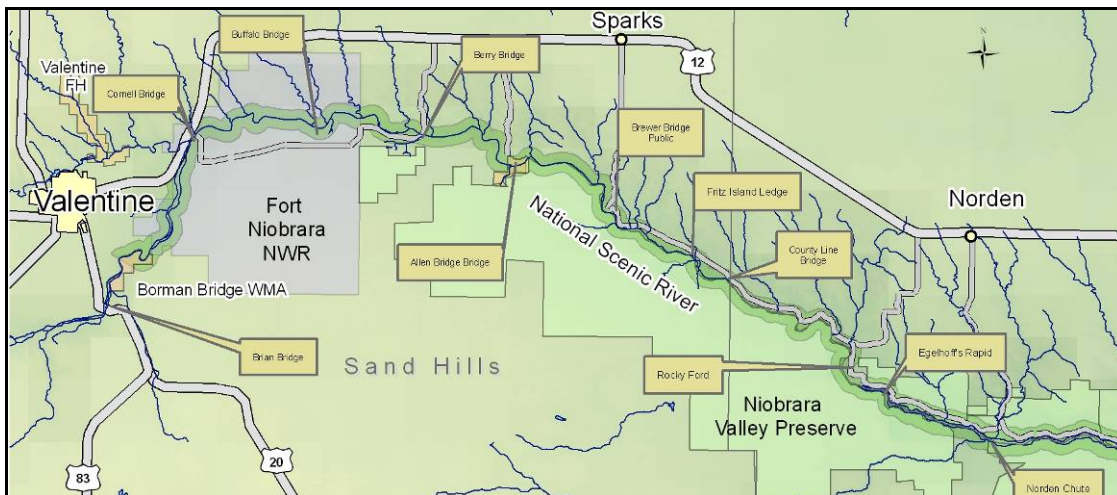 Sparks
Buffalo Bridge
Berry Bridge
12
Valentine
FH
Cornell Bridge
Brewer Bridge
Public
Valentine
Fort
Niobrara
NWR
Fritz Island Ledge
Norden
National Scenic River
County Line
Bridge
Allen Bridge Bridge
Borman Bridge WMA
Brian Bridge
Sand Hills
Egelhoff's Rapid
Rocky Ford
Niobrara
Valley Preserve
20
83
Norden Chute